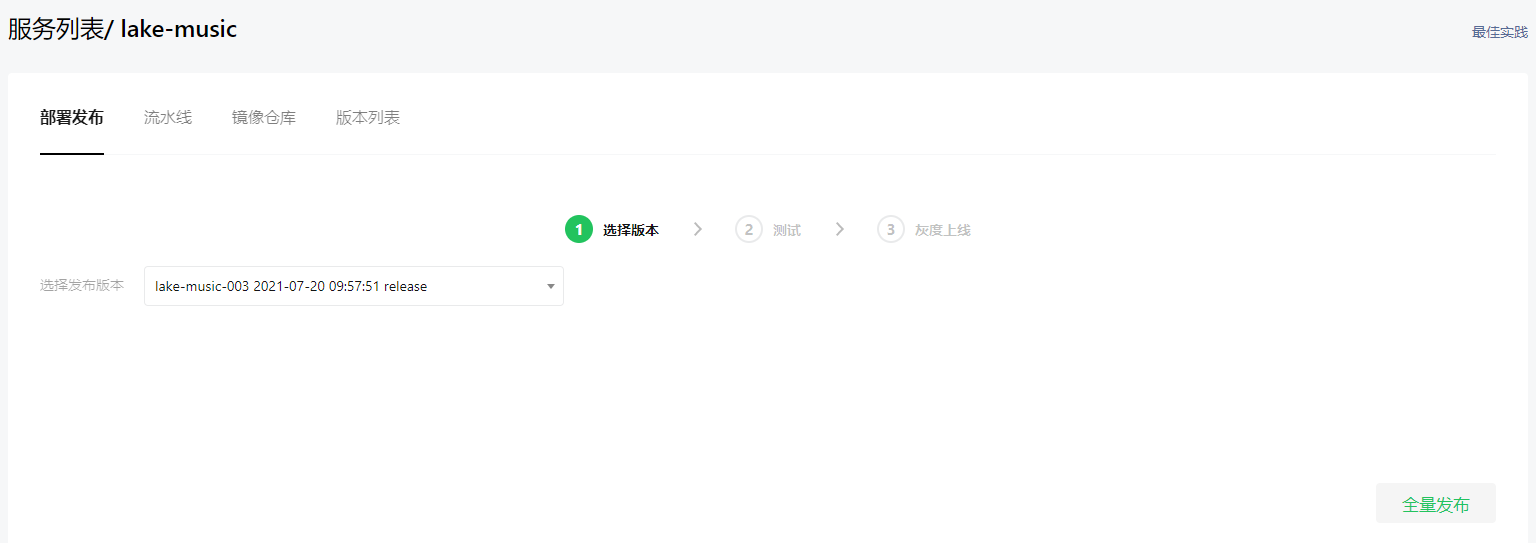 服务列表/ lake-music
最佳实践
部署发布 流水线 镜像仓库 版本列表
1 选择版本 2 测试 3 灰度上线
选择发布版本 lake-music-003 2021-07-20 09:57:51 release
全量发布